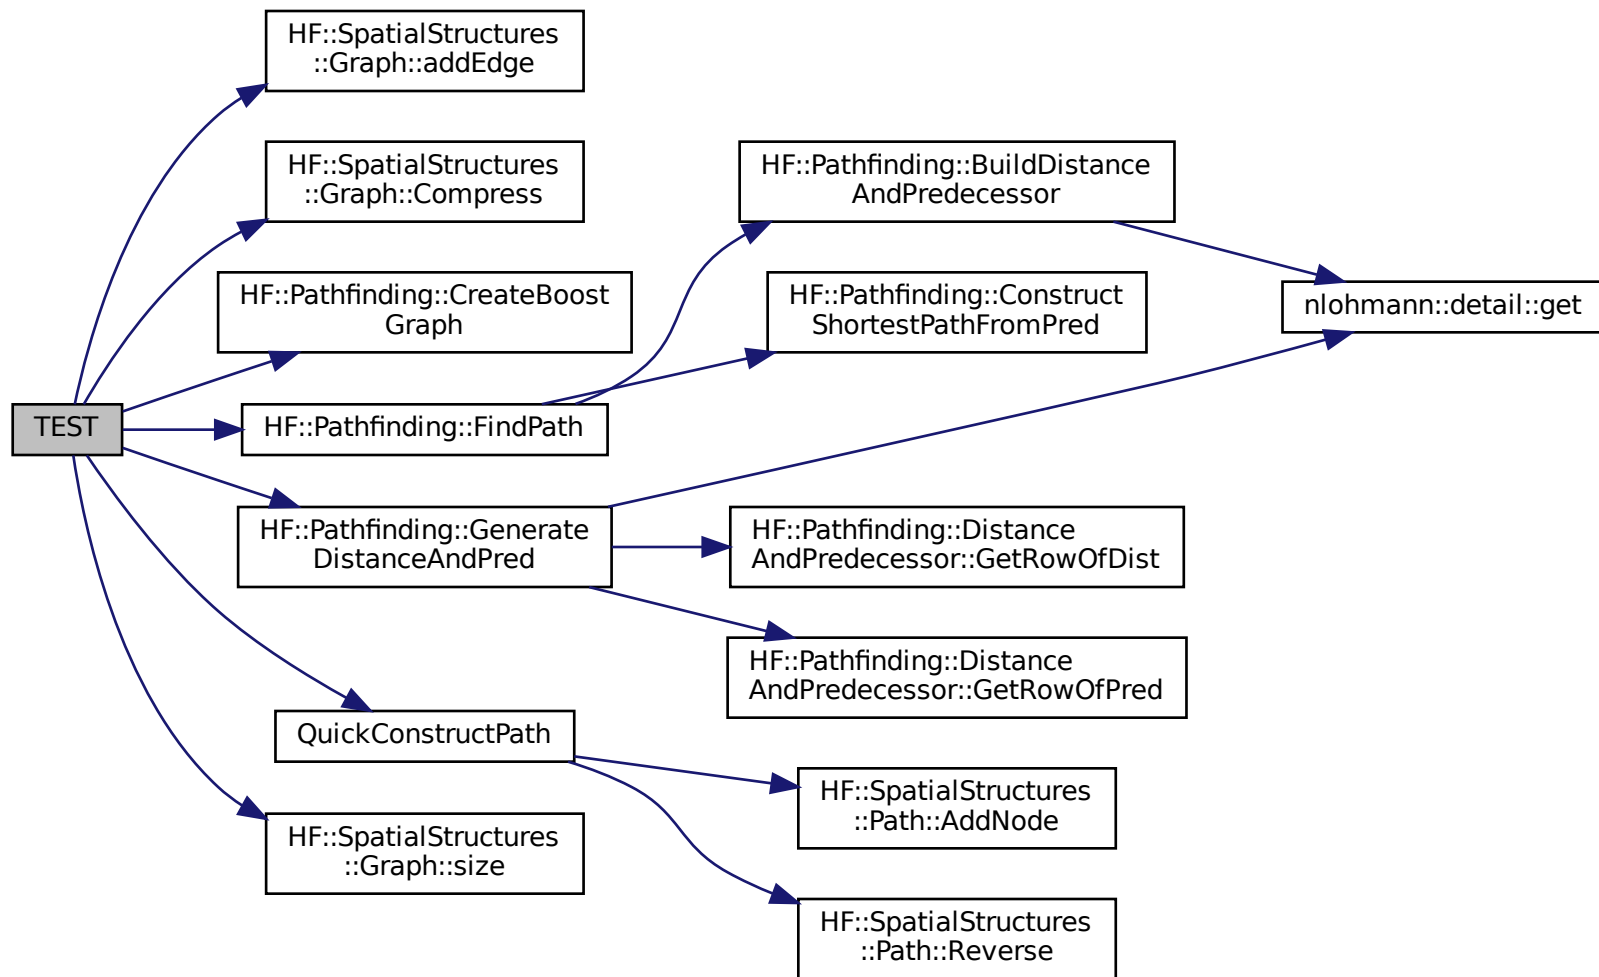 HF::SpatialStructures
::Graph::addEdge
HF::SpatialStructures
::Graph::Compress
HF::Pathfinding::CreateBoost
Graph
TEST
HF::Pathfinding::FindPath
HF::Pathfinding::Generate
DistanceAndPred
QuickConstructPath
HF::SpatialStructures
::Graph::size
HF::Pathfinding::BuildDistance
AndPredecessor
HF::Pathfinding::Construct
ShortestPathFromPred
HF::Pathfinding::Distance
AndPredecessor::GetRowOfDist
HF::Pathfinding::Distance
AndPredecessor::GetRowOfPred
HF::SpatialStructures
::Path::AddNode
HF::SpatialStructures
::Path::Reverse
nlohmann::detail::get